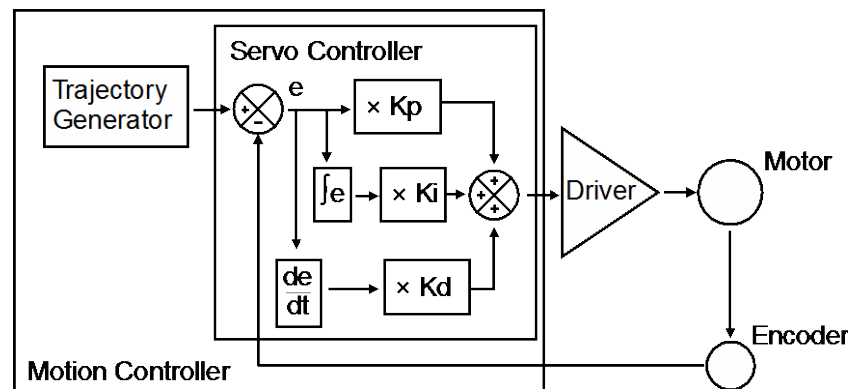 Servo Controller
Trajectory
Generator
e
+
−
× Kp
∫e
× Ki
+
+
+
de
dt
× Kd
Driver
Motor
Encoder
Motion Controller